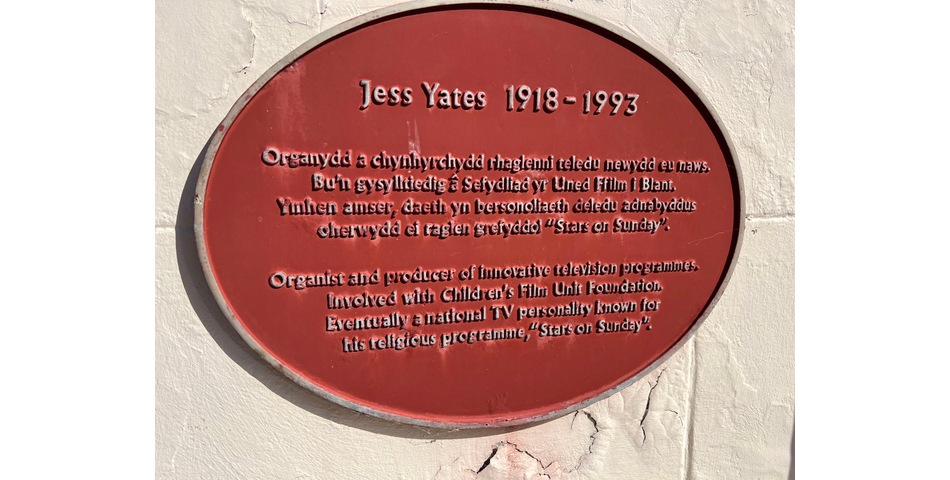 Jess Yates 1918-1993
Organydd a chynhyrchydd rhaglenni teledu newydd eu naws.
Bu'n gysylltiedig â Sefydliad yr Uned Ffilm i Blant.
Ymhen amser, daeth yn bersonoliaeth deledu adnabyddus
oherwydd ei raglen grefyddol "Stars on Sunday".
Organist and producer of innovative television programmes.
Involved with Children's Film Unit Foundation.
Eventually a national TV personality known for
his religious programme, "Stars on Sunday".